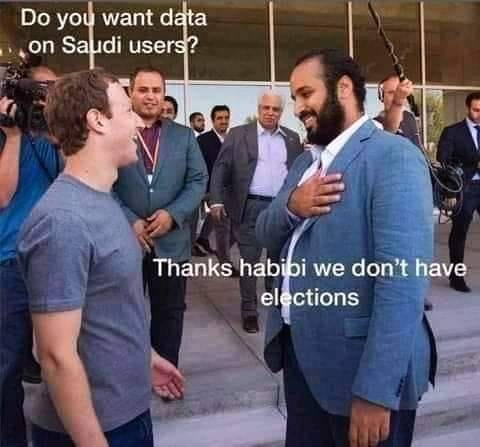 Do you want data
on Saudi users?
Thanks habibi we don't have
elections